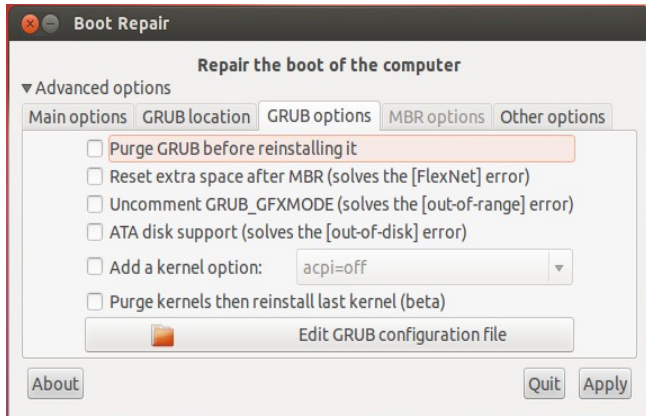 Boot Repair
Repair the boot of the computer
Advanced options
Main options GRUB location GRUB options MBR options Other options
Purge GRUB before reinstalling it
Reset extra space after MBR (solves the [FlexNet] error)
Uncomment GRUB_GFXMODE (solves the [out-of-range] error)
ATA disk support (solves the [out-of-disk] error)
Add a kernel option: acpi=off
Purge kernels then reinstall last kernel (beta)
Edit GRUB configuration file
About Quit Apply